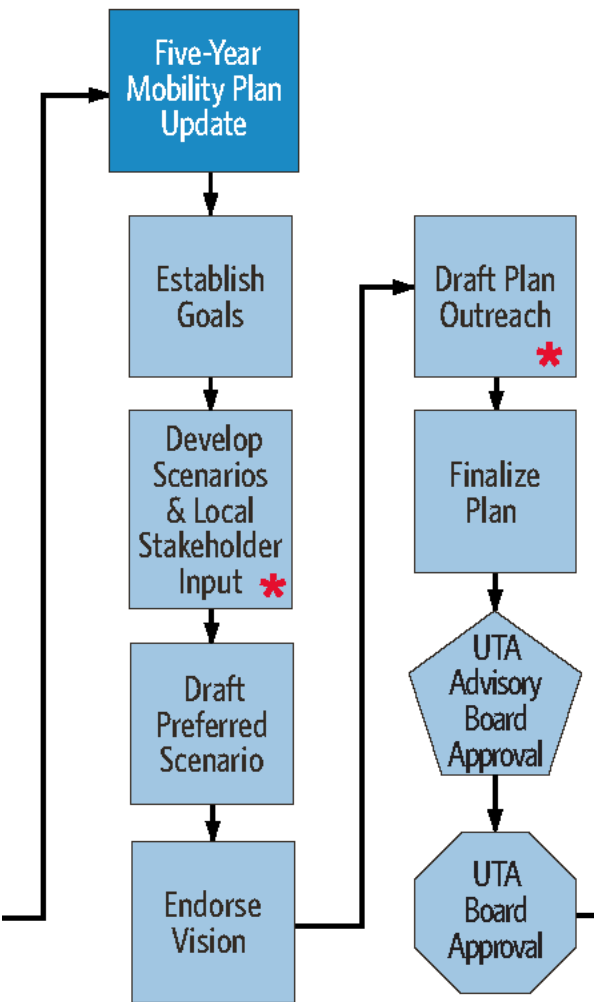 Five-Year
Mobility Plan
Update
Establish
Goals
Develop
Scenarios
& Local
Stakeholder
Input *
Draft
Preferred
Scenario
Endorse
Vision
Draft Plan
Outreach
*
Finalize
Plan
UTA
Advisory
Board
Approval
UTA
Board
Approval